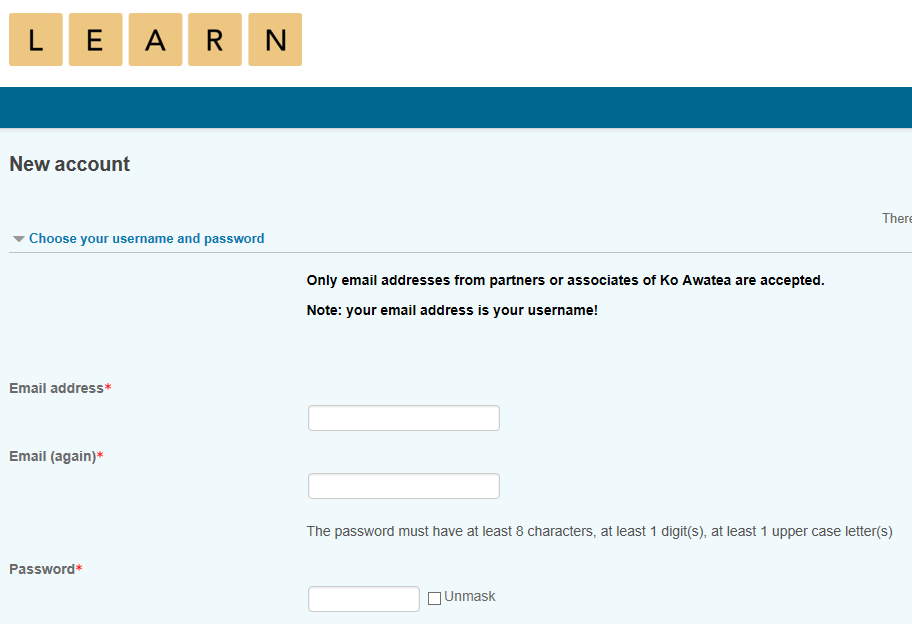 LEARN
New account
There
Choose your username and password
Only email addresses from partners or associates of Ko Awatea are accepted.
Note: your email address is your username!
Email address*
Email (again)*
The password must have at least 8 characters, at least 1 digit(s), at least 1 upper case letter(s)
Password*
Unmask